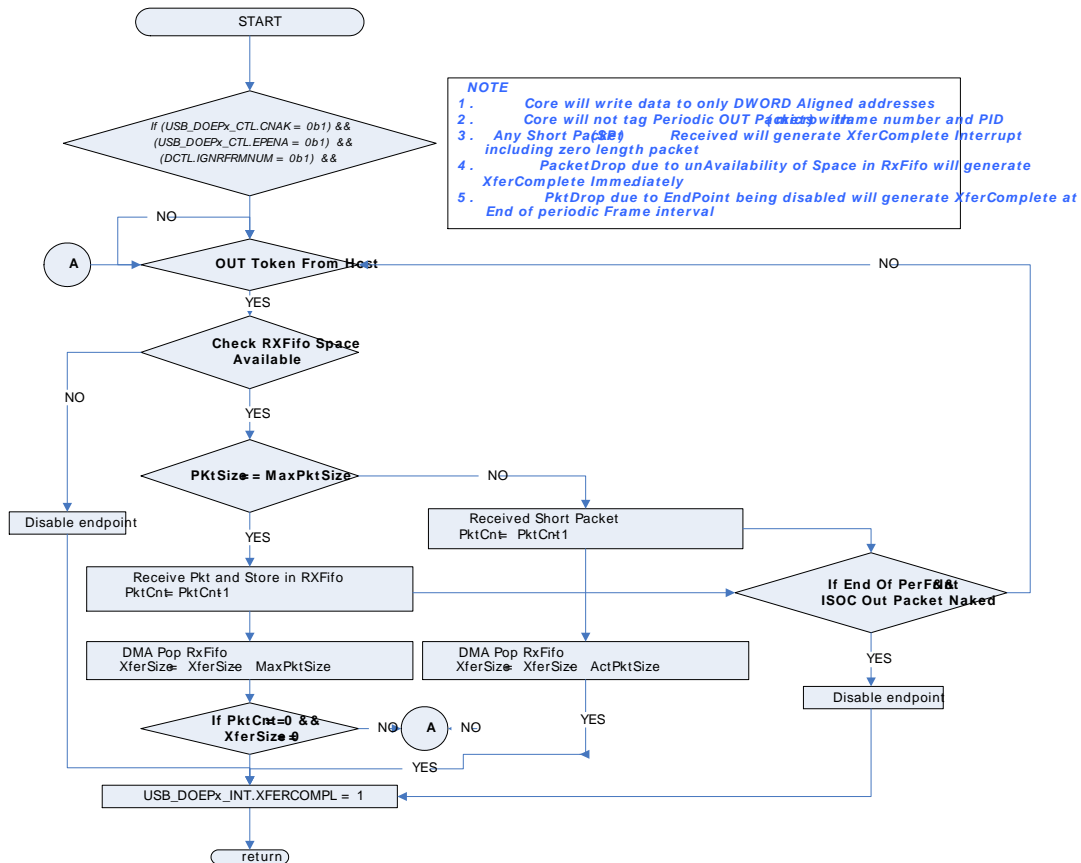 START
If (USB_DOEPx_CTL.CNAK = 0b1) &&
(USB_DOEPx_CTL.EPENA = 0b1) &&
(DCTL.IGNRFRMNUM = 0b1) &&
NOTE
1. Core will write data to only DWORD Aligned addresses
2. Core will not tag Periodic OUT Packets with (micro) frame number and PID
3. Any Short Packet (SP) Received will generate XferComplete Interrupt
including zero length packet
4. PacketDrop due to unAvailability of Space in RxFifo will generate
XferComplete Immediately
5. PktDrop due to EndPoint being disabled will generate XferComplete at
End of periodic Frame interval
NO
A
OUT Token From Host
NO
YES
Check RXFifo Space
Available
NO
YES
PKtSize == MaxPktSize
NO
Disable endpoint
YES
Received Short Packet
PktCnt = PktCnt-1
Receive Pkt and Store in RXFifo
PktCnt = PktCnt-1
If End Of PerFrInt &&
ISOC Out Packet Naked
NO
DMA Pop RxFifo
XferSize = XferSize - MaxPktSize
DMA Pop RxFifo
XferSize = XferSize - ActPktSize
YES
Disable endpoint
If PktCnt = 0 &&
XferSize = 0
NO
A
NO
YES
YES
USB_DOEPx_INT.XFERCOMPL = 1
return